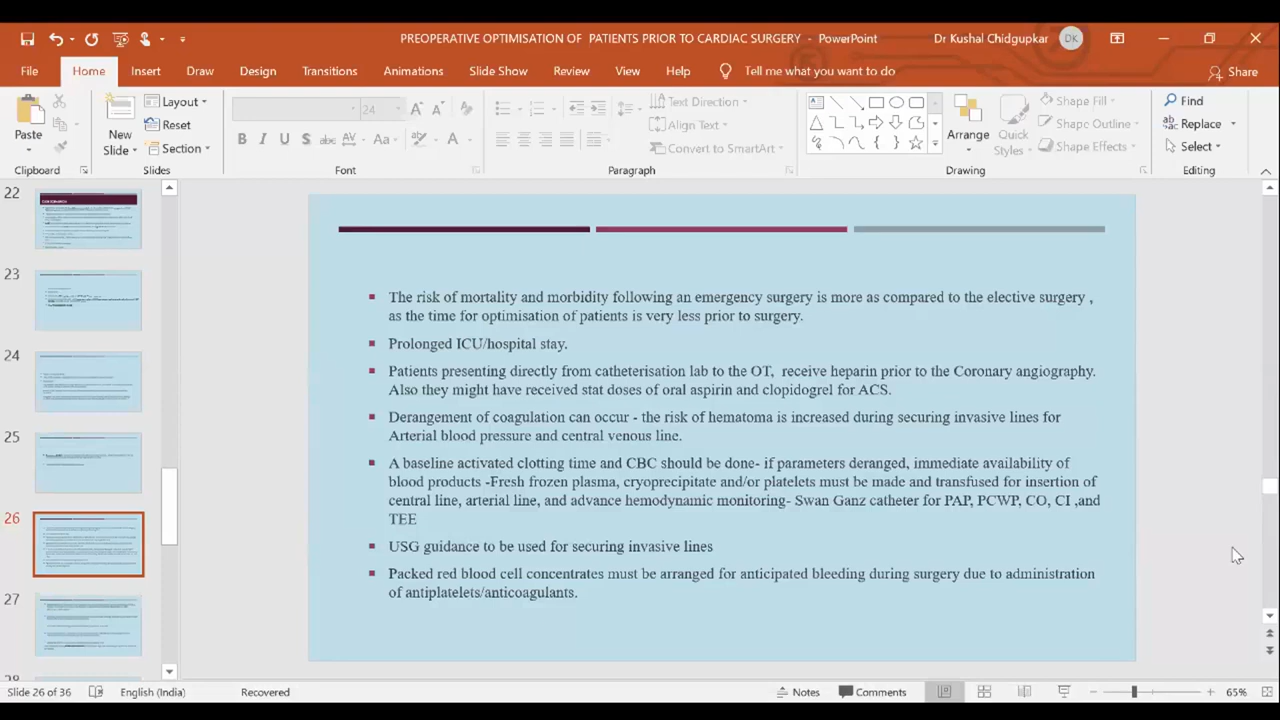 PREOPERATIVE OPTIMISATION OF PATIENTS PRIOR TO CARDIAC SURGERY - PowerPoint
Dr Kushal Chidgupkar
DK
File Home Insert Draw Design Transitions Animations Slide Show Review View Help Tell me what you want to do
Share
Paste
New
Slide
Layout
Reset
Section
24
Text Direction
Align Text
Convert to SmartArt
Arrange
Quick
Styles
Shape Fill
Shape Outline
Shape Effects
Find
Replace
Select
Clipboard
Slides
Font
Paragraph
Drawing
Editing
22
23
24
25
26
27
28
The risk of mortality and morbidity following an emergency surgery is more as compared to the elective surgery ,
as the time for optimisation of patients is very less prior to surgery.
Prolonged ICU/hospital stay.
Patients presenting directly from catheterisation lab to the OT, receive heparin prior to the Coronary angiography.
Also they might have received stat doses of oral aspirin and clopidogrel for ACS.
Derangement of coagulation can occur - the risk of hematoma is increased during securing invasive lines for
Arterial blood pressure and central venous line.
A baseline activated clotting time and CBC should be done- if parameters deranged, immediate availability of
blood products -Fresh frozen plasma, cryoprecipitate and/or platelets must be made and transfused for insertion of
central line, arterial line, and advance hemodynamic monitoring- Swan Ganz catheter for PAP, PCWP, CO, CI ,and
TEE
USG guidance to be used for securing invasive lines
Packed red blood cell concentrates must be arranged for anticipated bleeding during surgery due to administration
of antiplatelets/anticoagulants.
Slide 26 of 36
English (India)
Recovered
Notes
Comments
65%